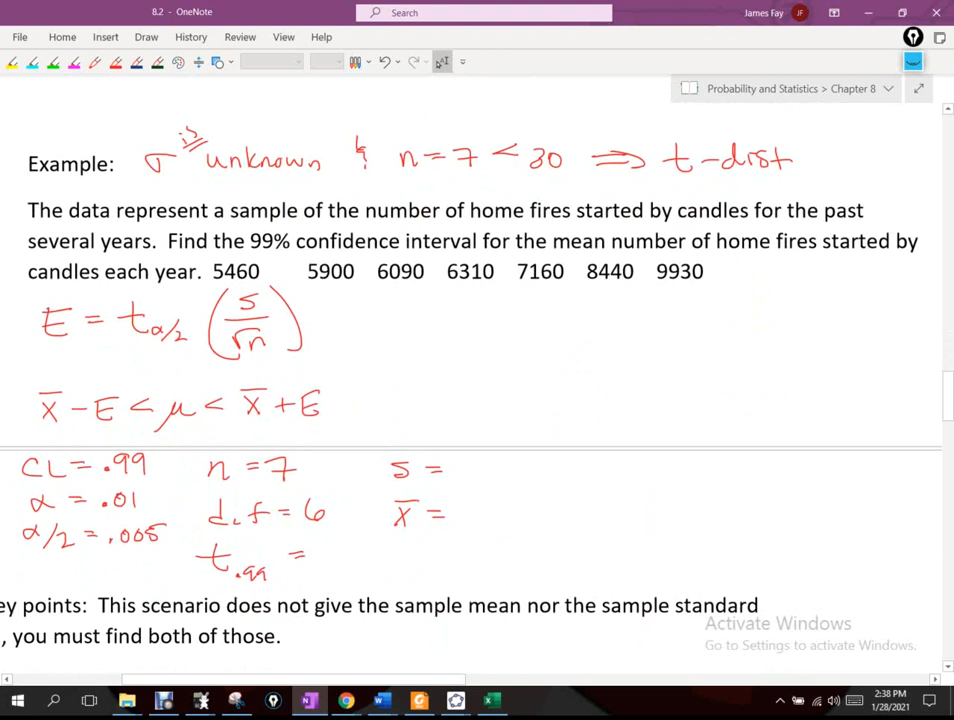 8.2 - OneNote
Search
James Fay JF
File Home Insert Draw History Review View Help
Probability and Statistics > Chapter 8
Example: σ is unknown & n = 7 < 30 ⟹ t-dist
The data represent a sample of the number of home fires started by candles for the past
several years. Find the 99% confidence interval for the mean number of home fires started by
candles each year. 5460 5900 6090 6310 7160 8440 9930
E = t_α/2 (s/√n)
x̄ - E < μ < x̄ + E
CL = .99 n = 7 s =
α = .01 d.f = 6 x̄ =
α/2 = .005 t.99 =
ey points: This scenario does not give the sample mean nor the sample standard
, you must find both of those.
Activate Windows
Go to Settings to activate Windows.
2:38 PM
1/28/2021